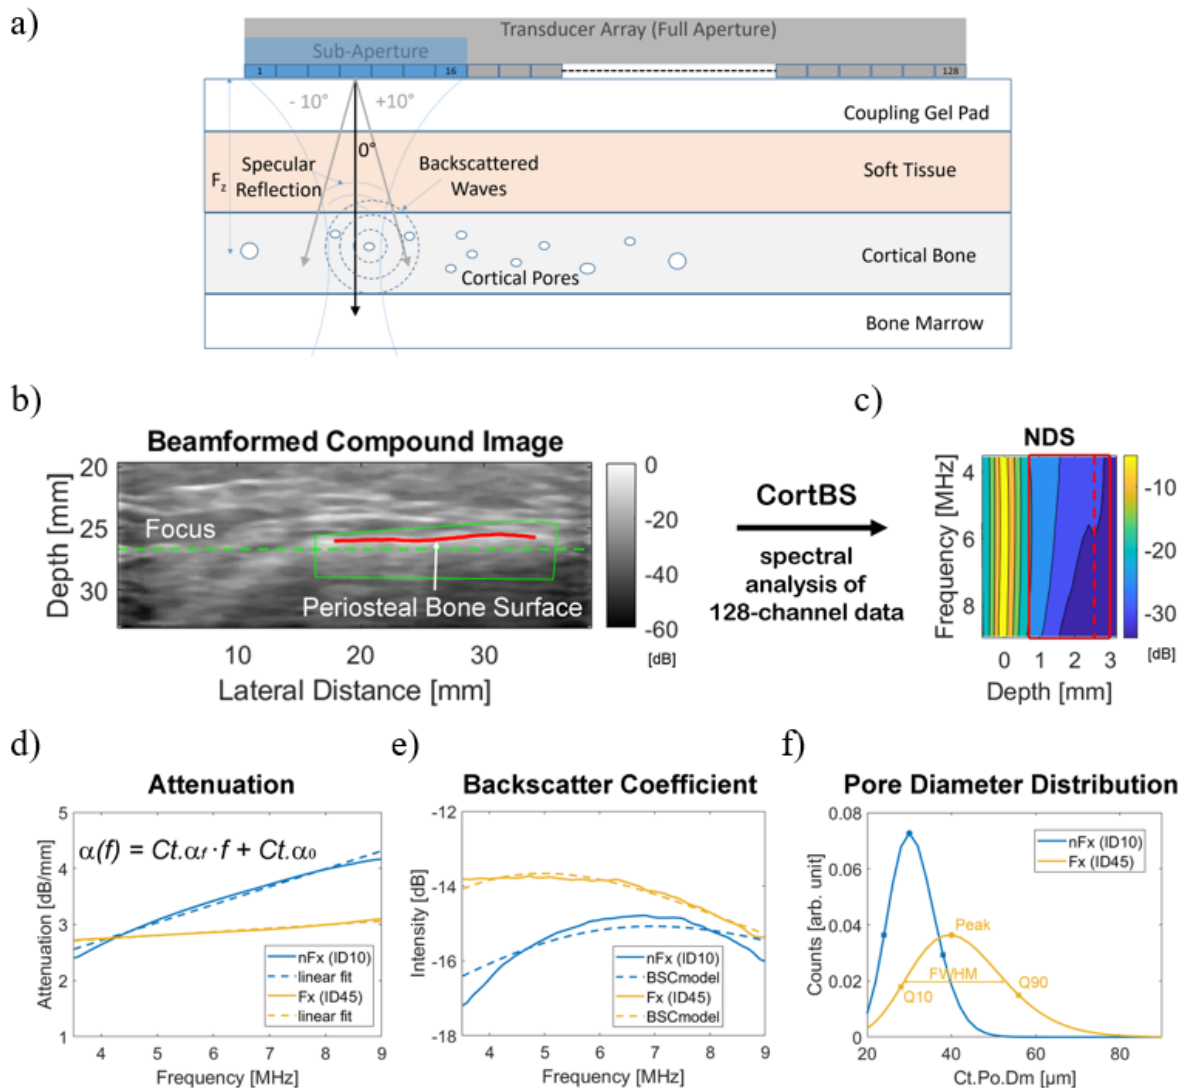 a)
Transducer Array (Full Aperture)
Sub-Aperture
1
16
128
- 10°
+10°
0°
Coupling Gel Pad
Fz
Specular
Reflection
Backscattered
Waves
Soft Tissue
Cortical Pores
Cortical Bone
Bone Marrow
b)
Beamformed Compound Image
Depth [mm]
20
25
30
Focus
Periosteal Bone Surface
10
20
30
Lateral Distance [mm]
0
-20
-40
-60
[dB]
CortBS
spectral
analysis of
128-channel data
c)
NDS
Frequency [MHz]
4
6
8
0
1
2
3
Depth [mm]
-10
-20
-30
[dB]
d)
Attenuation
Attenuation [dB/mm]
5
4
3
2
1
α(f) = Ct.αf · f + Ct.α0
nFx (ID10)
linear fit
Fx (ID45)
linear fit
4
5
6
7
8
9
Frequency [MHz]
e)
Backscatter Coefficient
Intensity [dB]
-12
-14
-16
-18
nFx (ID10)
BSCmodel
Fx (ID45)
BSCmodel
4
5
6
7
8
9
Frequency [MHz]
f)
Pore Diameter Distribution
Counts [arb. unit]
0.08
0.06
0.04
0.02
0
nFx (ID10)
Fx (ID45)
Peak
FWHM
Q10
Q90
20
40
60
80
Ct.Po.Dm [µm]